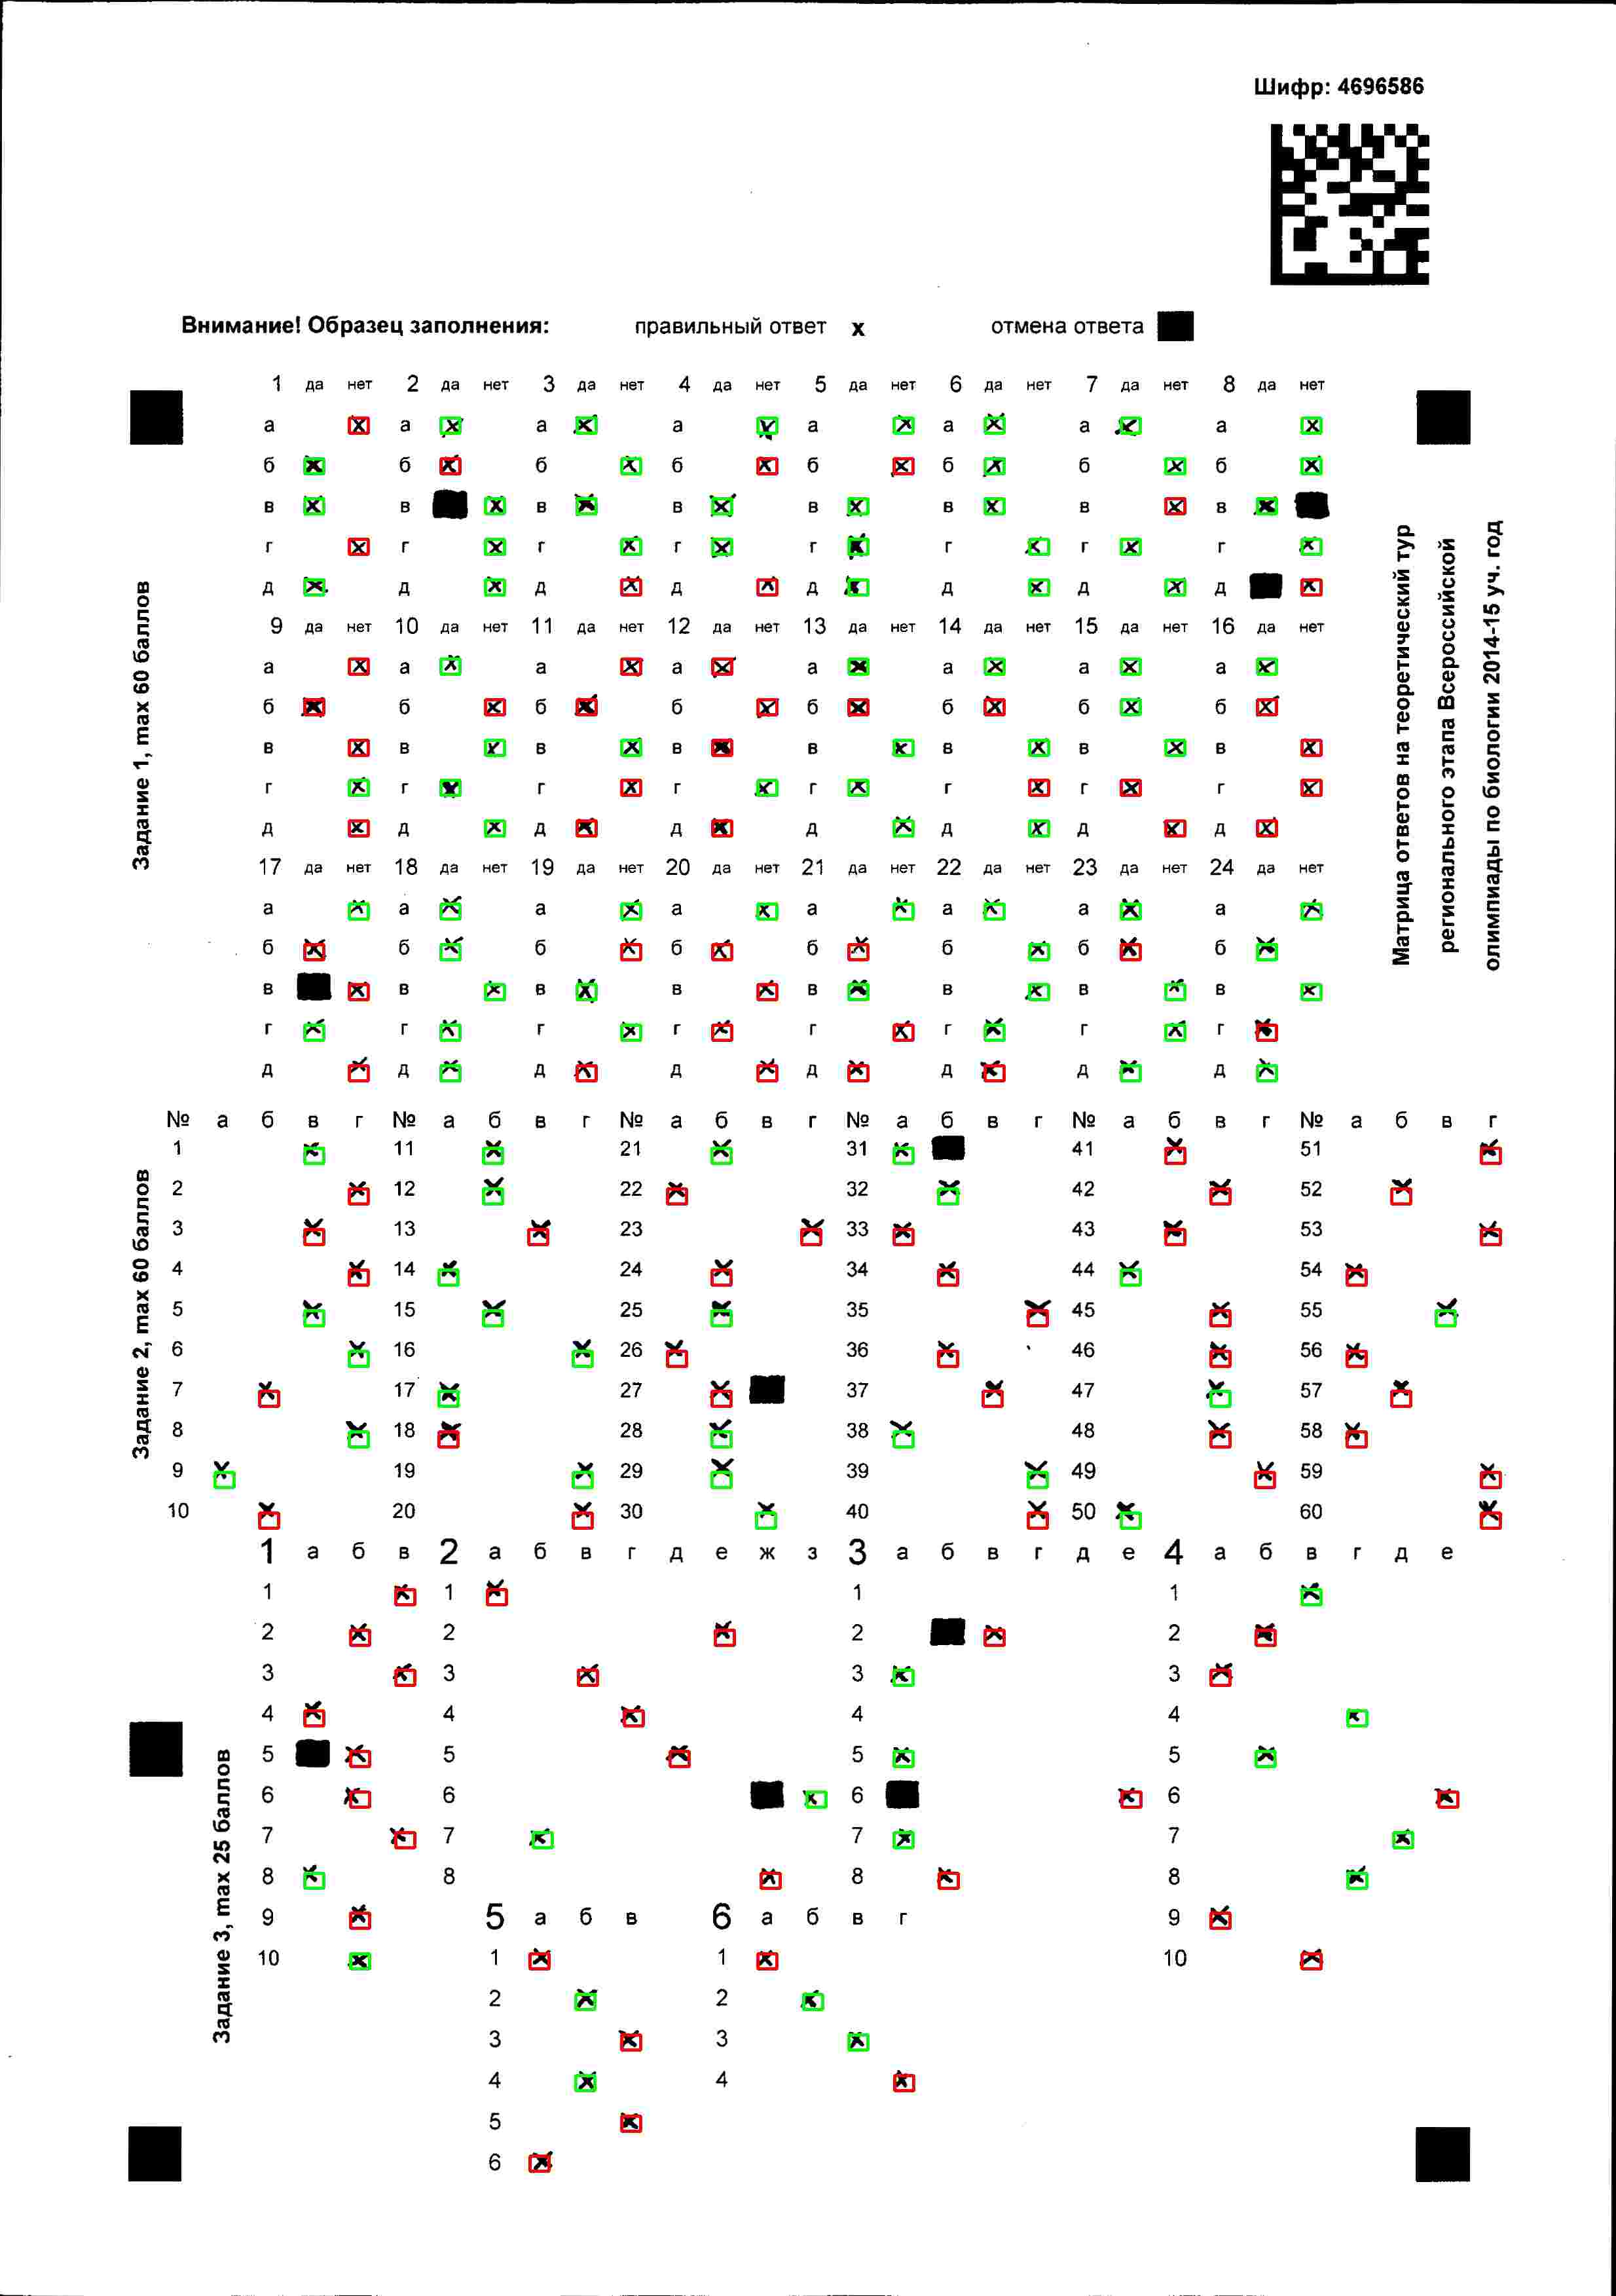 Шифр: 4696586
Внимание! Образец заполнения: правильный ответ х отмена ответа
Задание 1, max 60 баллов
1 да нет 2 да нет 3 да нет 4 да нет 5 да нет 6 да нет 7 да нет 8 да нет
а а а а а а а а
б б б б б б б б
в в в в в в в в
г г г г г г г г
д д д д д д д д
9 да нет 10 да нет 11 да нет 12 да нет 13 да нет 14 да нет 15 да нет 16 да нет
а а а а а а а а
б б б б б б б б
в в в в в в в в
г г г г г г г г
д д д д д д д д
17 да нет 18 да нет 19 да нет 20 да нет 21 да нет 22 да нет 23 да нет 24 да нет
а а а а а а а а
б б б б б б б б
в в в в в в в в
г г г г г г г г
д д д д д д д д
Матрица ответов на теоретический тур
регионального этапа Всероссийской
олимпиады по биологии 2014-15 уч. год
Задание 2, max 60 баллов
№ а б в г № а б в г № а б в г № а б в г № а б в г № а б в г
1 11 21 31 41 51
2 12 22 32 42 52
3 13 23 33 43 53
4 14 24 34 44 54
5 15 25 35 45 55
6 16 26 36 46 56
7 17 27 37 47 57
8 18 28 38 48 58
9 19 29 39 49 59
10 20 30 40 50 60
Задание 3, max 25 баллов
1 а б в 2 а б в г д е ж з 3 а б в г д е 4 а б в г д е
1 1 1 1
2 2 2 2
3 3 3 3
4 4 4 4
5 5 5 5
6 6 6 6
7 7 7 7
8 8 8 8
9 5 а б в 6 а б в г 9
10 1 1 10
2 2
3 3
4 4
5
6